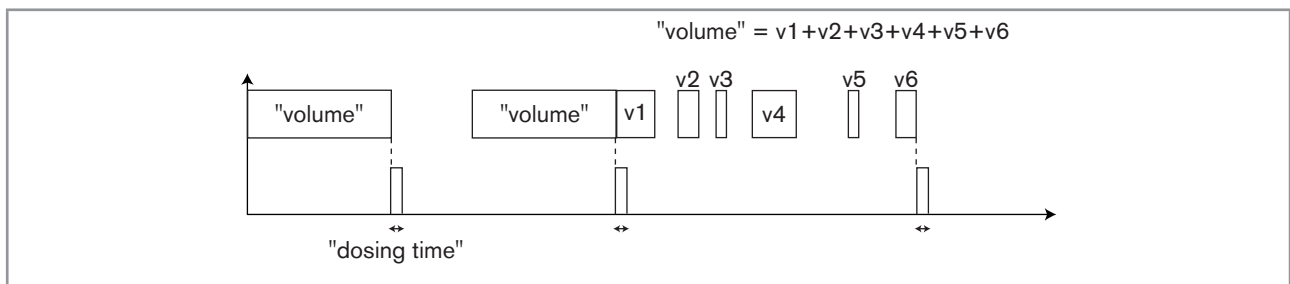 "volume" = v1+v2+v3+v4+v5+v6
v2 v3 v5 v6
"volume" "volume" v1 v4
"dosing time"